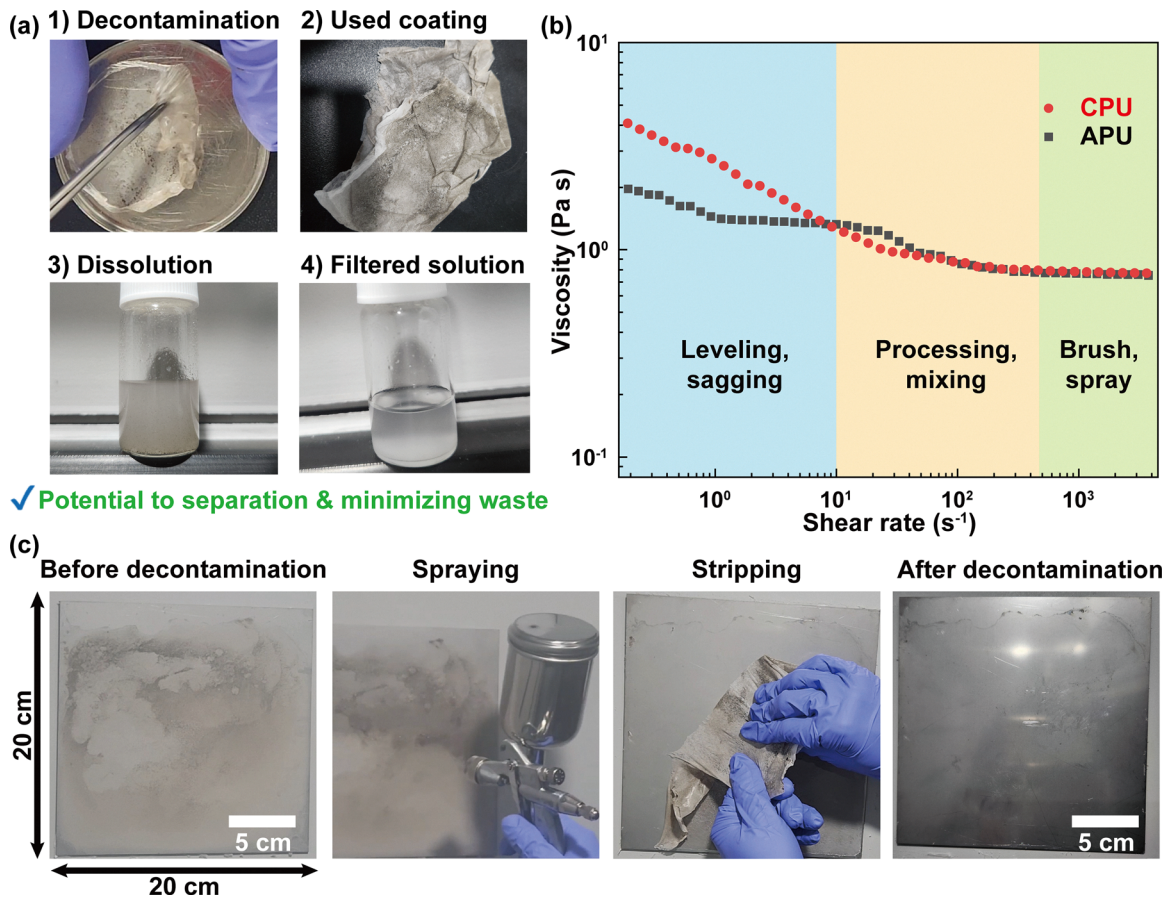 (a)
1) Decontamination
2) Used coating
3) Dissolution
4) Filtered solution
✓Potential to separation & minimizing waste
(b)
10¹
10⁰
10⁻¹
Viscosity (Pa s)
CPU
APU
Leveling,
sagging
Processing,
mixing
Brush,
spray
10⁰
10¹
10²
10³
Shear rate (s⁻¹)
(c)
Before decontamination
Spraying
Stripping
After decontamination
20 cm
5 cm
5 cm
20 cm